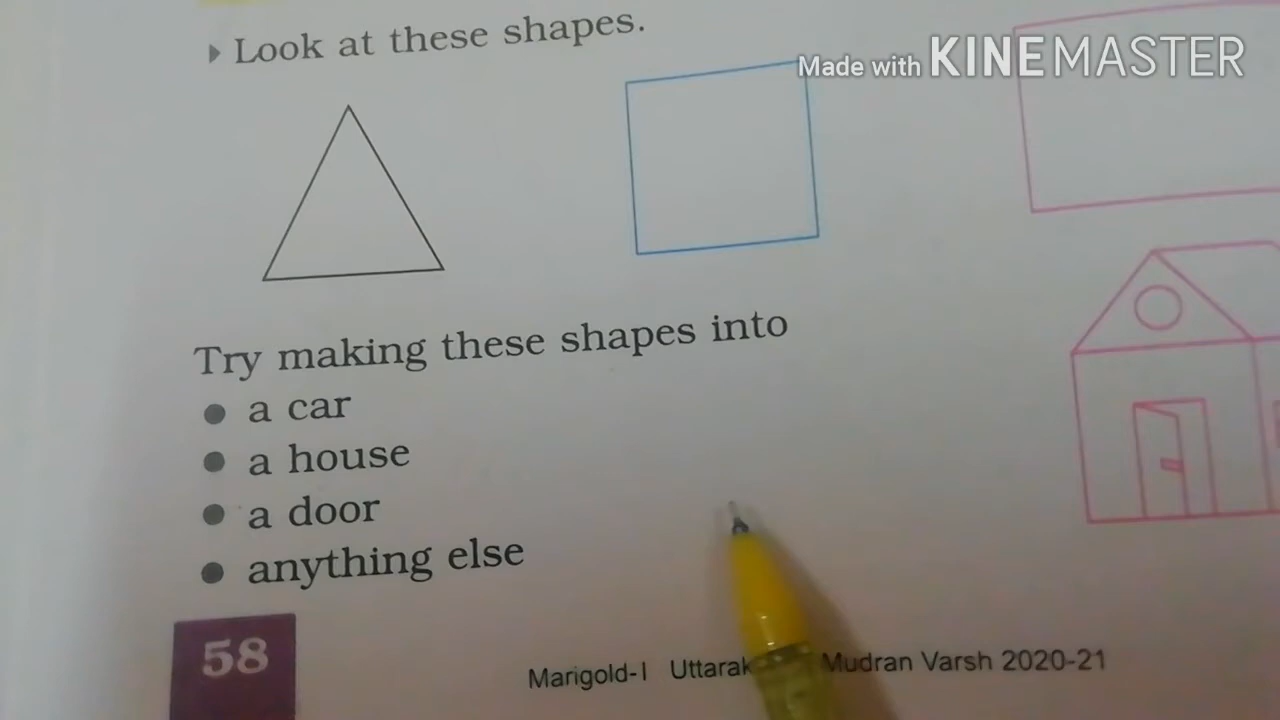 Look at these shapes.
Made with KINEMASTER
Try making these shapes into
a car
a house
a door
anything else
58
Marigold-I Mudran Varsh 2020-21